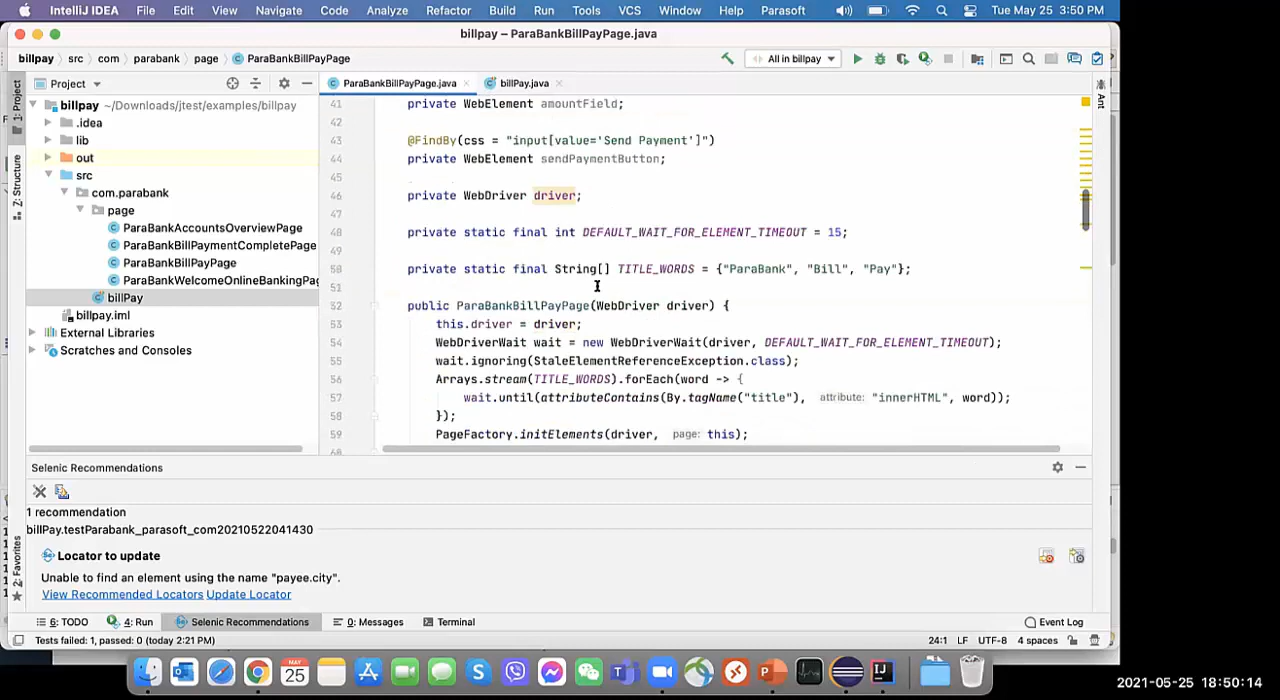 IntelliJ IDEA File Edit View Navigate Code Analyze Refactor Build Run Tools VCS Window Help Parasoft Tue May 25 3:50 PM
billpay – ParaBankBillPayPage.java
billpay src com parabank page ParaBankBillPayPage All in billpay
Project ParaBankBillPayPage.java billPay.java
1: Project
Z: Structure
2: Favorites
Ant
billpay ~/Downloads/jtest/examples/billpay
.idea
lib
out
src
com.parabank
page
ParaBankAccountsOverviewPage
ParaBankBillPaymentCompletePage
ParaBankBillPayPage
ParaBankWelcomeOnlineBankingPag
billPay
billpay.iml
External Libraries
Scratches and Consoles
41 private WebElement amountField;
42
43 @FindBy(css = "input[value='Send Payment']")
44 private WebElement sendPaymentButton;
45
46 private WebDriver driver;
47
48 private static final int DEFAULT_WAIT_FOR_ELEMENT_TIMEOUT = 15;
49
50 private static final String[] TITLE_WORDS = {"ParaBank", "Bill", "Pay"};
51
52 public ParaBankBillPayPage(WebDriver driver) {
53 this.driver = driver;
54 WebDriverWait wait = new WebDriverWait(driver, DEFAULT_WAIT_FOR_ELEMENT_TIMEOUT);
55 wait.ignoring(StaleElementReferenceException.class);
56 Arrays.stream(TITLE_WORDS).forEach(word -> {
57 wait.until(attributeContains(By.tagName("title"), attribute: "innerHTML", word));
58 });
59 PageFactory.initElements(driver, page: this);
60
Selenic Recommendations
1 recommendation
billPay.testParabank_parasoft_com20210522041430
Locator to update
Unable to find an element using the name "payee.city".
View Recommended Locators Update Locator
6: TODO 4: Run Selenic Recommendations 0: Messages Terminal Event Log
Tests failed: 1, passed: 0 (today 2:21 PM) 24:1 LF UTF-8 4 spaces
MAY
25
2021-05-25 18:50:14